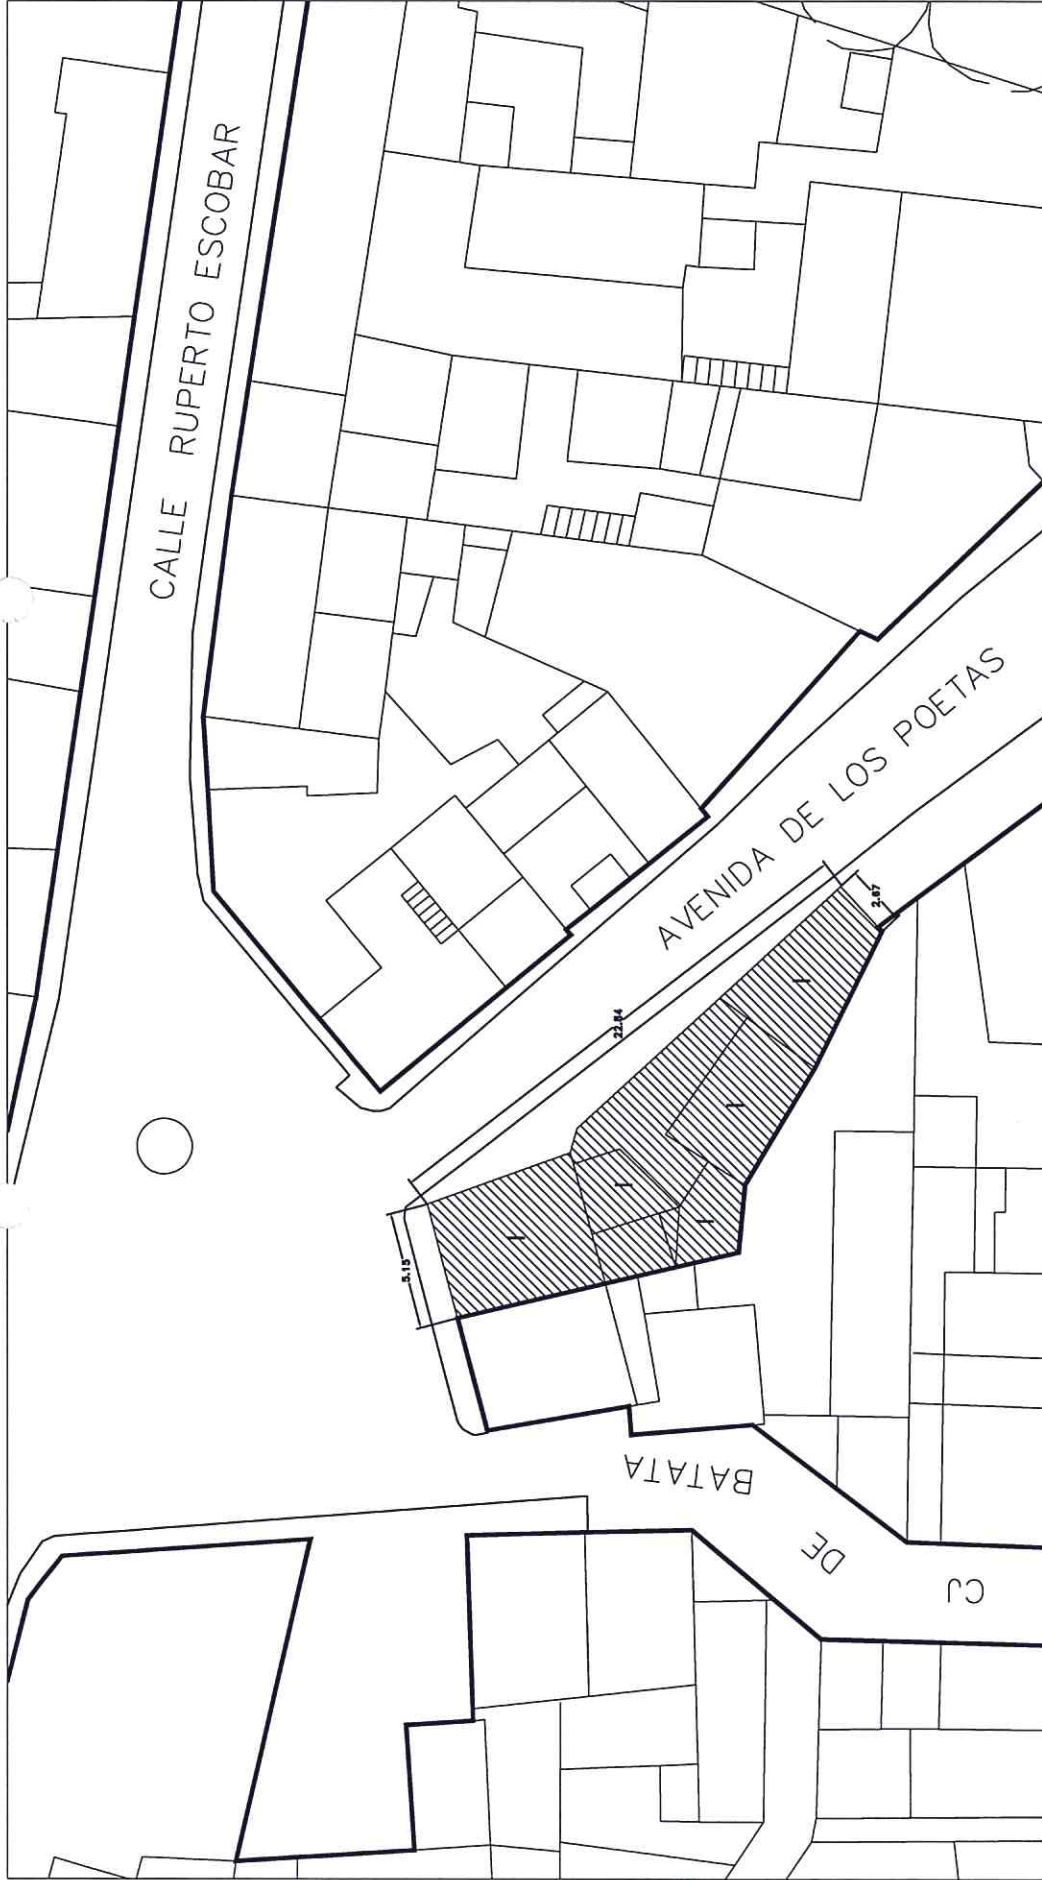 CALLE RUPERTO ESCOBAR
AVENIDA DE LOS POETAS
2.67
22.84
I
I
I
I
I
5.15
BATATA
DE
CJ